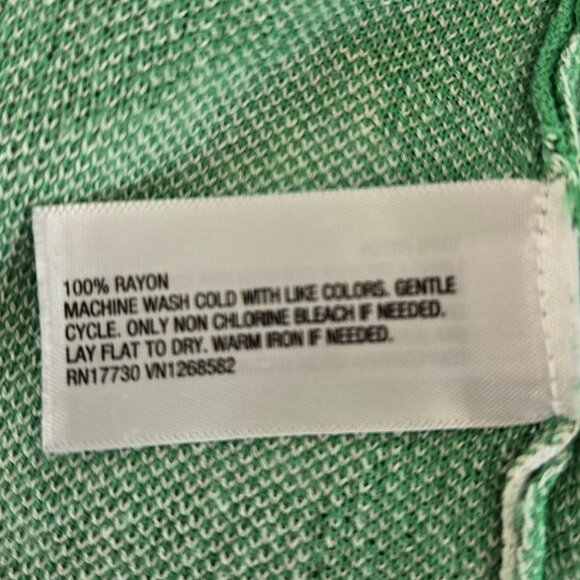 100% RAYON
MACHINE WASH COLD WITH LIKE COLORS. GENTLE
CYCLE. ONLY NON CHLORINE BLEACH IF NEEDED.
LAY FLAT TO DRY. WARM IRON IF NEEDED.
RN17730 VN1268582